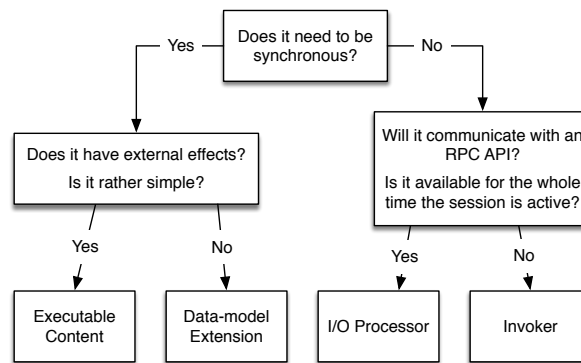 Does it need to be
synchronous?
Yes
No
Does it have external effects?
Is it rather simple?
Will it communicate with an
RPC API?
Is it available for the whole
time the session is active?
Yes
No
Yes
No
Executable
Content
Data-model
Extension
I/O Processor
Invoker